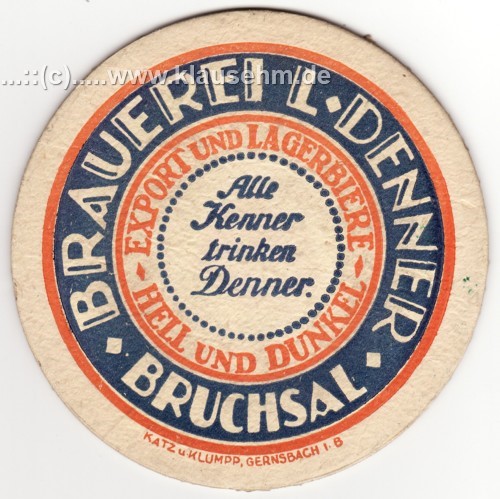 ...::(c).....www.klausehm.de
BRAUEREI L·DENNER
· BRUCHSAL ·
EXPORT UND LAGERBIERE
- HELL UND DUNKEL -
Alle
Kenner
trinken
Denner.
KATZ u. KLUMPP, GERNSBACH I·B